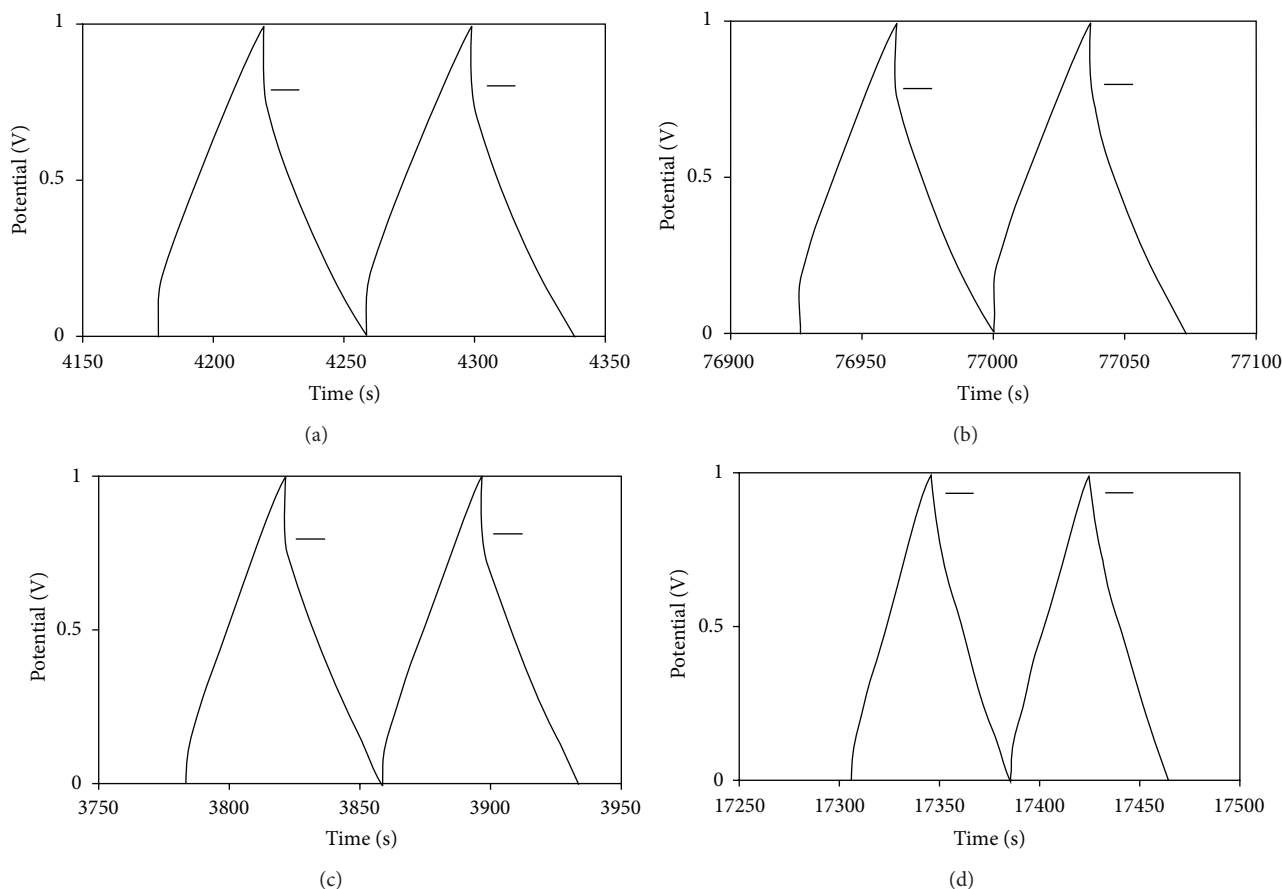 1
0.5
0
Potential (V)
4150 4200 4250 4300 4350
Time (s)
(a)
1
0.5
0
Potential (V)
76900 76950 77000 77050 77100
Time (s)
(b)
1
0.5
0
Potential (V)
3750 3800 3850 3900 3950
Time (s)
(c)
1
0.5
0
Potential (V)
17250 17300 17350 17400 17450 17500
Time (s)
(d)